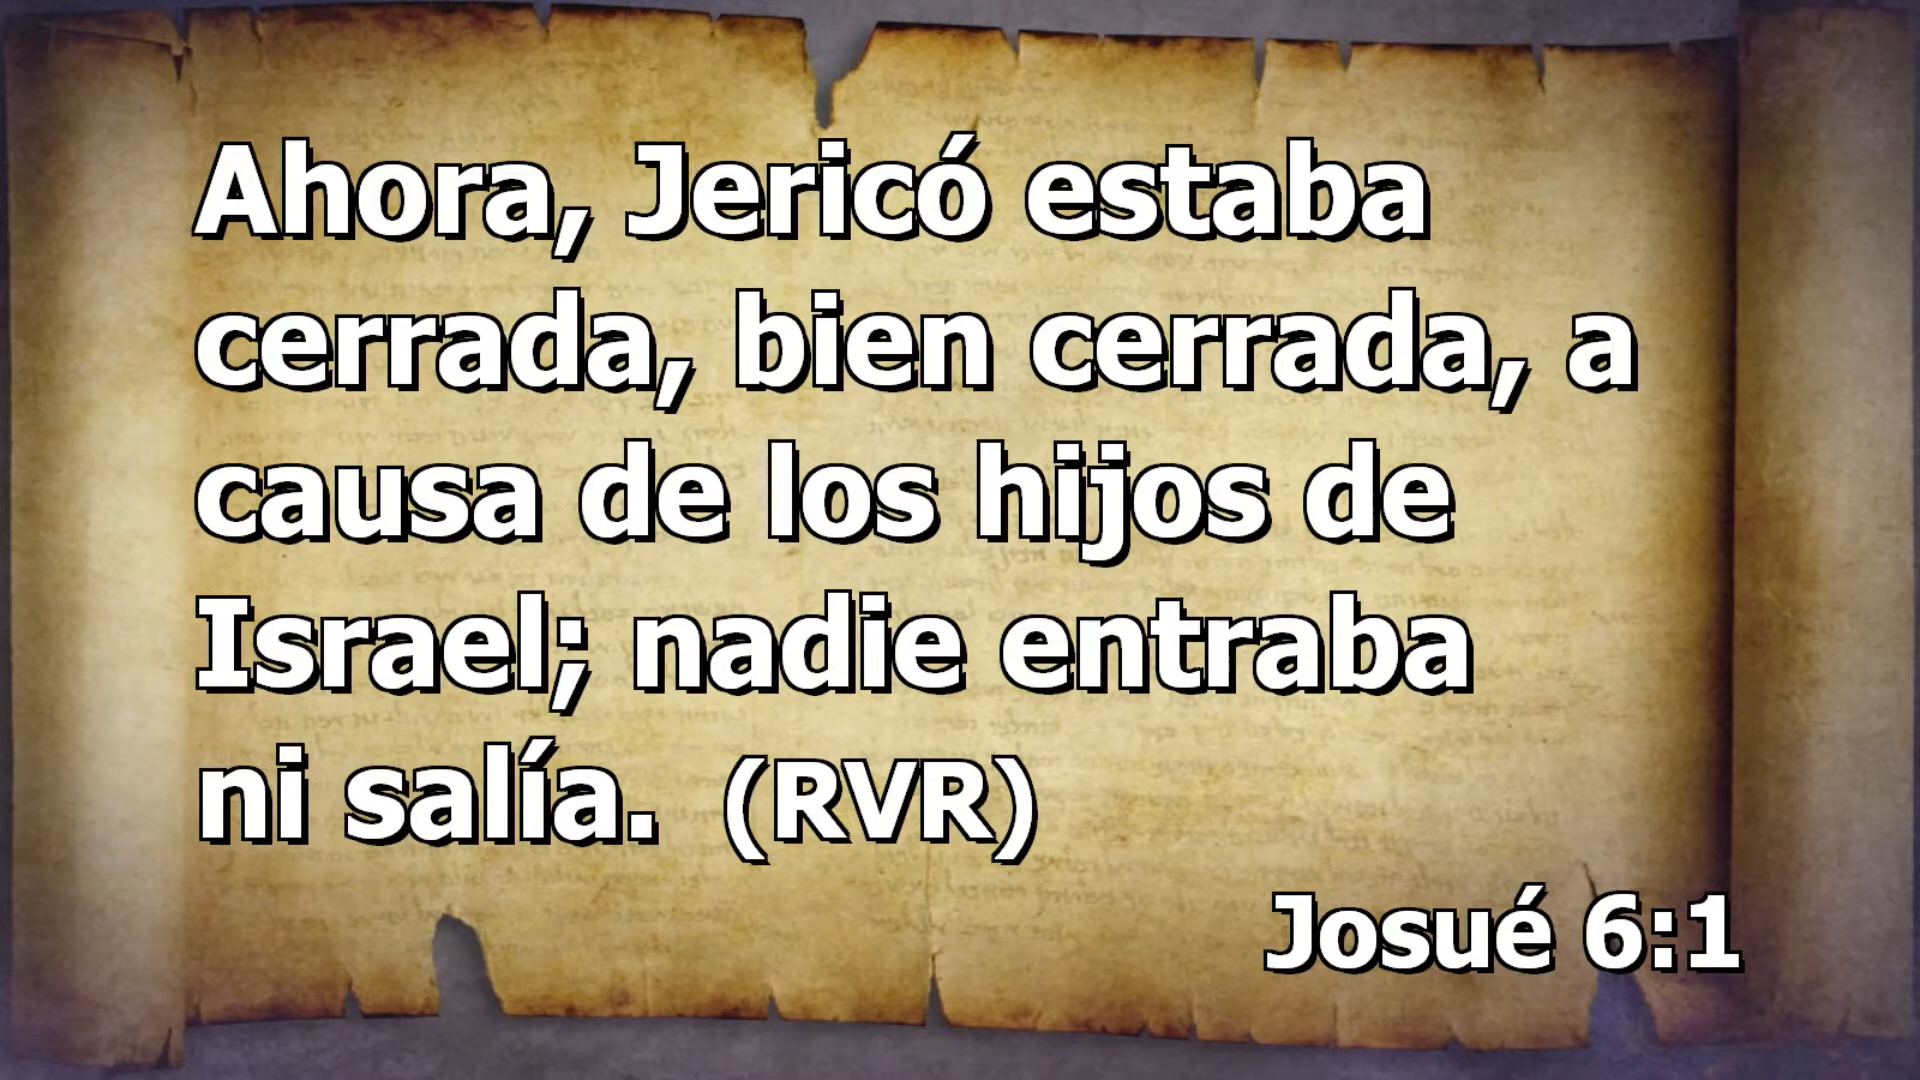 Ahora, Jericó estaba
cerrada, bien cerrada, a
causa de los hijos de
Israel; nadie entraba
ni salía. (RVR)
Josué 6:1